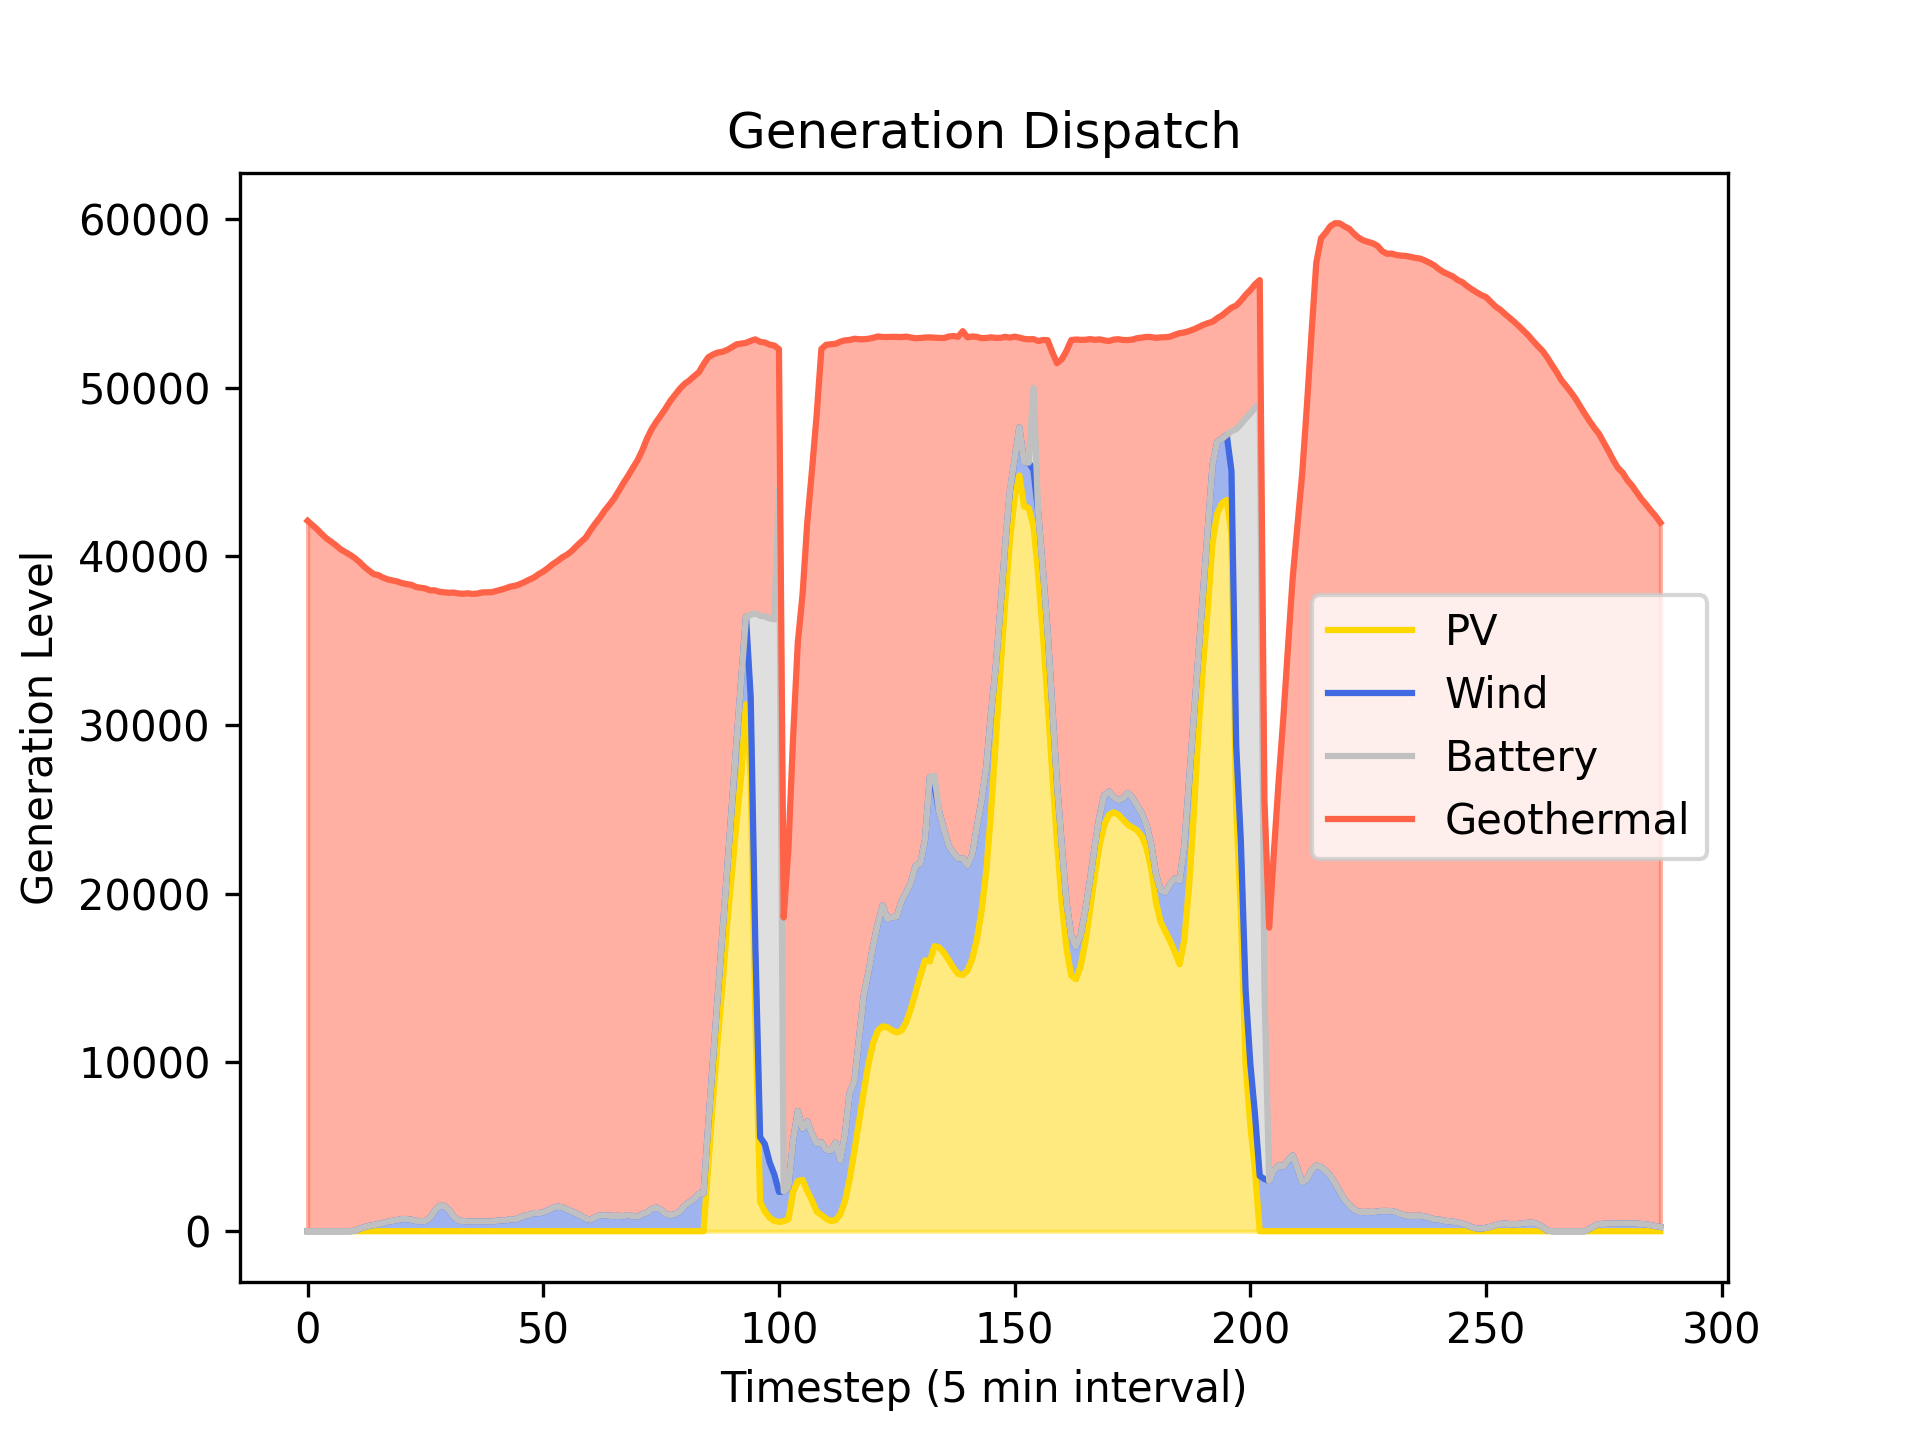 Generation Dispatch
Generation Level
60000
50000
40000
30000
20000
10000
0
PV
Wind
Battery
Geothermal
0 50 100 150 200 250 300
Timestep (5 min interval)